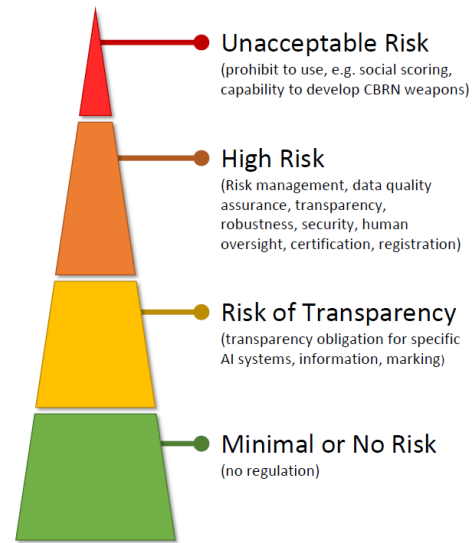 Unacceptable Risk
(prohibit to use, e.g. social scoring,
capability to develop CBRN weapons)
High Risk
(Risk management, data quality
assurance, transparency,
robustness, security, human
oversight, certification, registration)
Risk of Transparency
(transparency obligation for specific
AI systems, information, marking)
Minimal or No Risk
(no regulation)